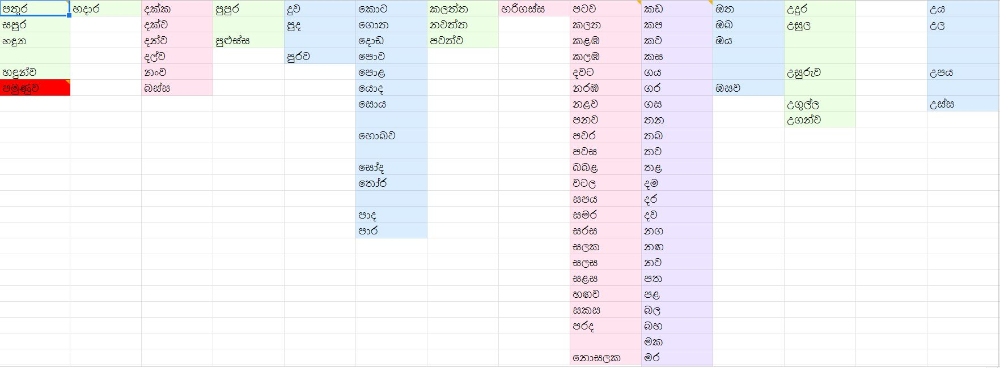 පතුර හදාර දක්ක පුපුර දුව කොට කලත්ත හරිගස්ස පටව කඩ ඔත උදුර උය
සපුර දක්ව පුද ගොත නවත්ත කලත කප ඔබ උසුල උල
හඳුන දන්ව පුළුස්ස දොඩ පවත්ව කළඹ කව ඔය
දල්ව පුරව පොව කලඹ කස
හඳුන්ව නංව පොළ දවට ගය උසුරුව උපය
පමුණුව බස්ස යොද නරඹ ගර ඔසව
සොය නළව ගස උගුල්ල උස්ස
පනව තන උගන්ව
හොබව පවර තබ
පවස තව
සෝද බබළ තළ
තෝර වටල දම
සපය දර
පාද සමර දව
පාර සරස නග
සලක නඟ
සලස නව
සළස පත
හඟව පළ
සකස බල
පරද බහ
මක
නොසලක මර